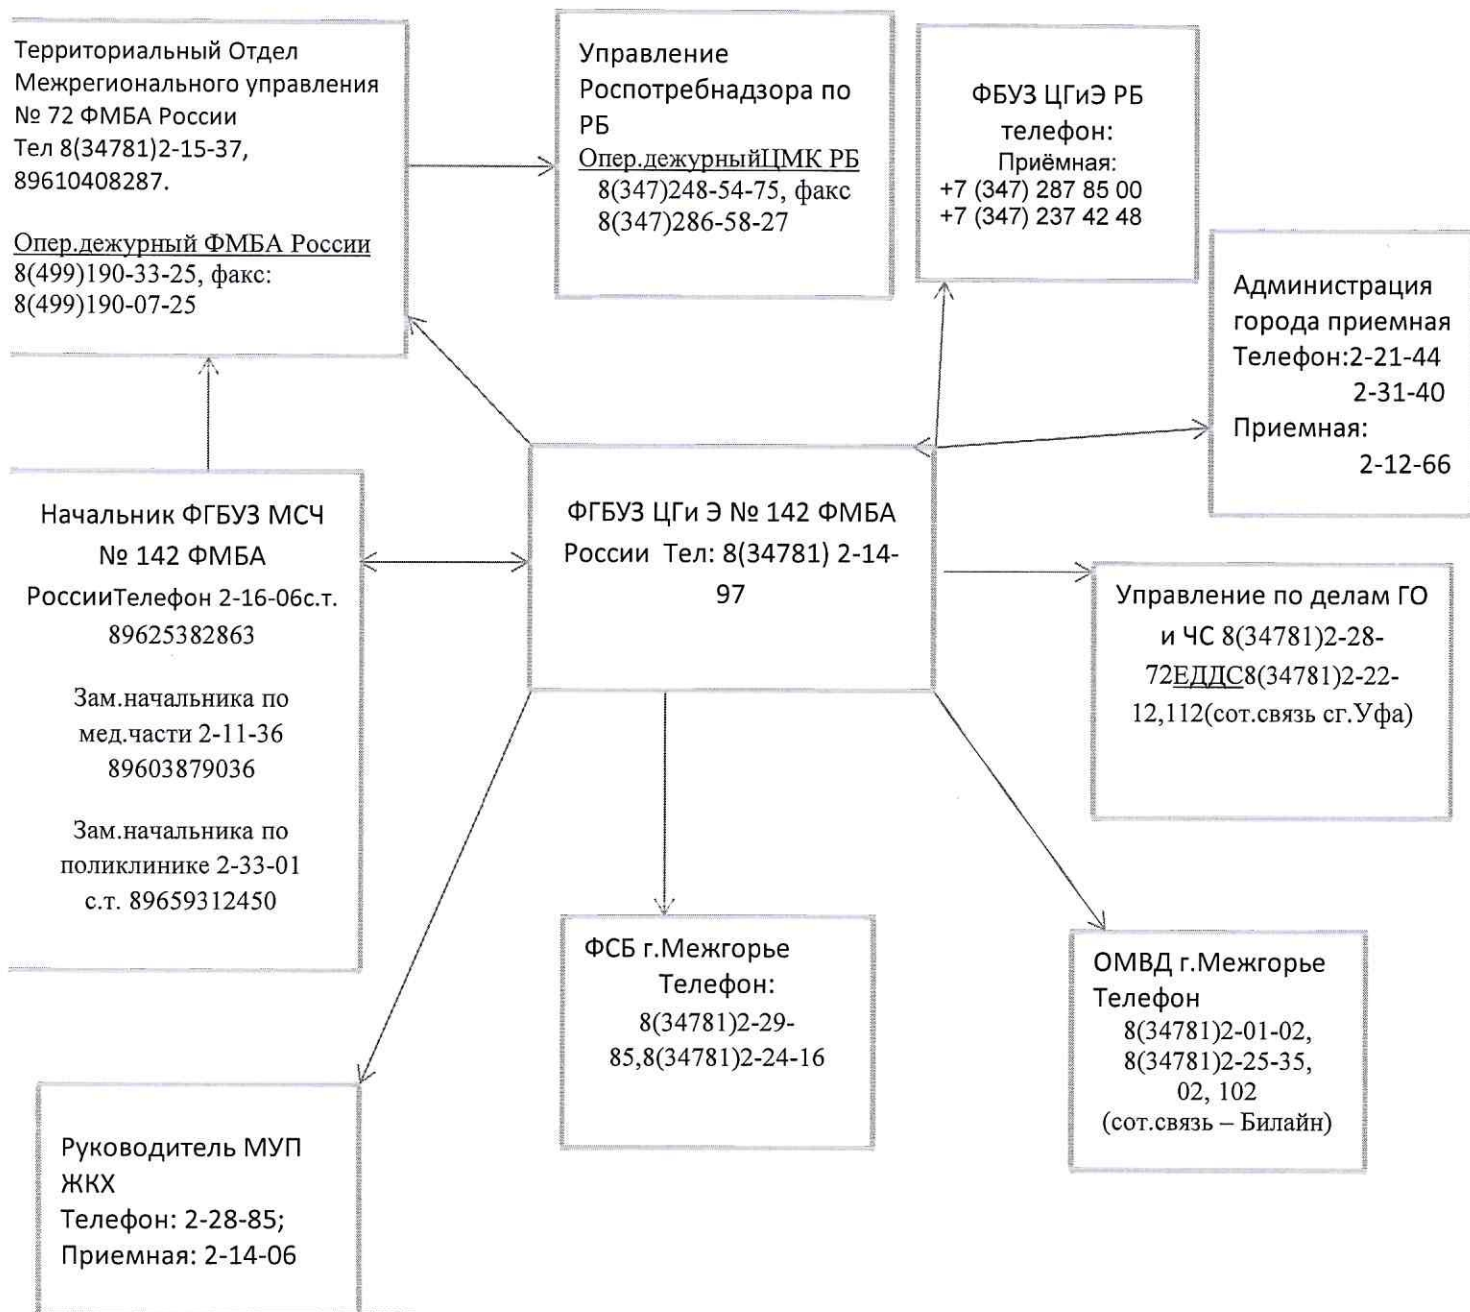 Территориальный Отдел
Межрегионального управления
№ 72 ФМБА России
Тел 8(34781)2-15-37,
89610408287.
Опер.дежурный ФМБА России
8(499)190-33-25, факс:
8(499)190-07-25
Управление
Роспотребнадзора по
РБ
Опер.дежурныйЦМК РБ
8(347)248-54-75, факс
8(347)286-58-27
ФБУЗ ЦГиЭ РБ
телефон:
Приёмная:
+7 (347) 287 85 00
+7 (347) 237 42 48
Администрация
города приемная
Телефон:2-21-44
2-31-40
Приемная:
2-12-66
Начальник ФГБУЗ МСЧ
№ 142 ФМБА
РоссииТелефон 2-16-06с.т.
89625382863
Зам.начальника по
мед.части 2-11-36
89603879036
Зам.начальника по
поликлинике 2-33-01
с.т. 89659312450
ФГБУЗ ЦГи Э № 142 ФМБА
России Тел: 8(34781) 2-14-
97
Управление по делам ГО
и ЧС 8(34781)2-28-
72ЕДДС8(34781)2-22-
12,112(сот.связь сг.Уфа)
ФСБ г.Межгорье
Телефон:
8(34781)2-29-
85,8(34781)2-24-16
ОМВД г.Межгорье
Телефон
8(34781)2-01-02,
8(34781)2-25-35,
02, 102
(сот.связь – Билайн)
Руководитель МУП
ЖКХ
Телефон: 2-28-85;
Приемная: 2-14-06